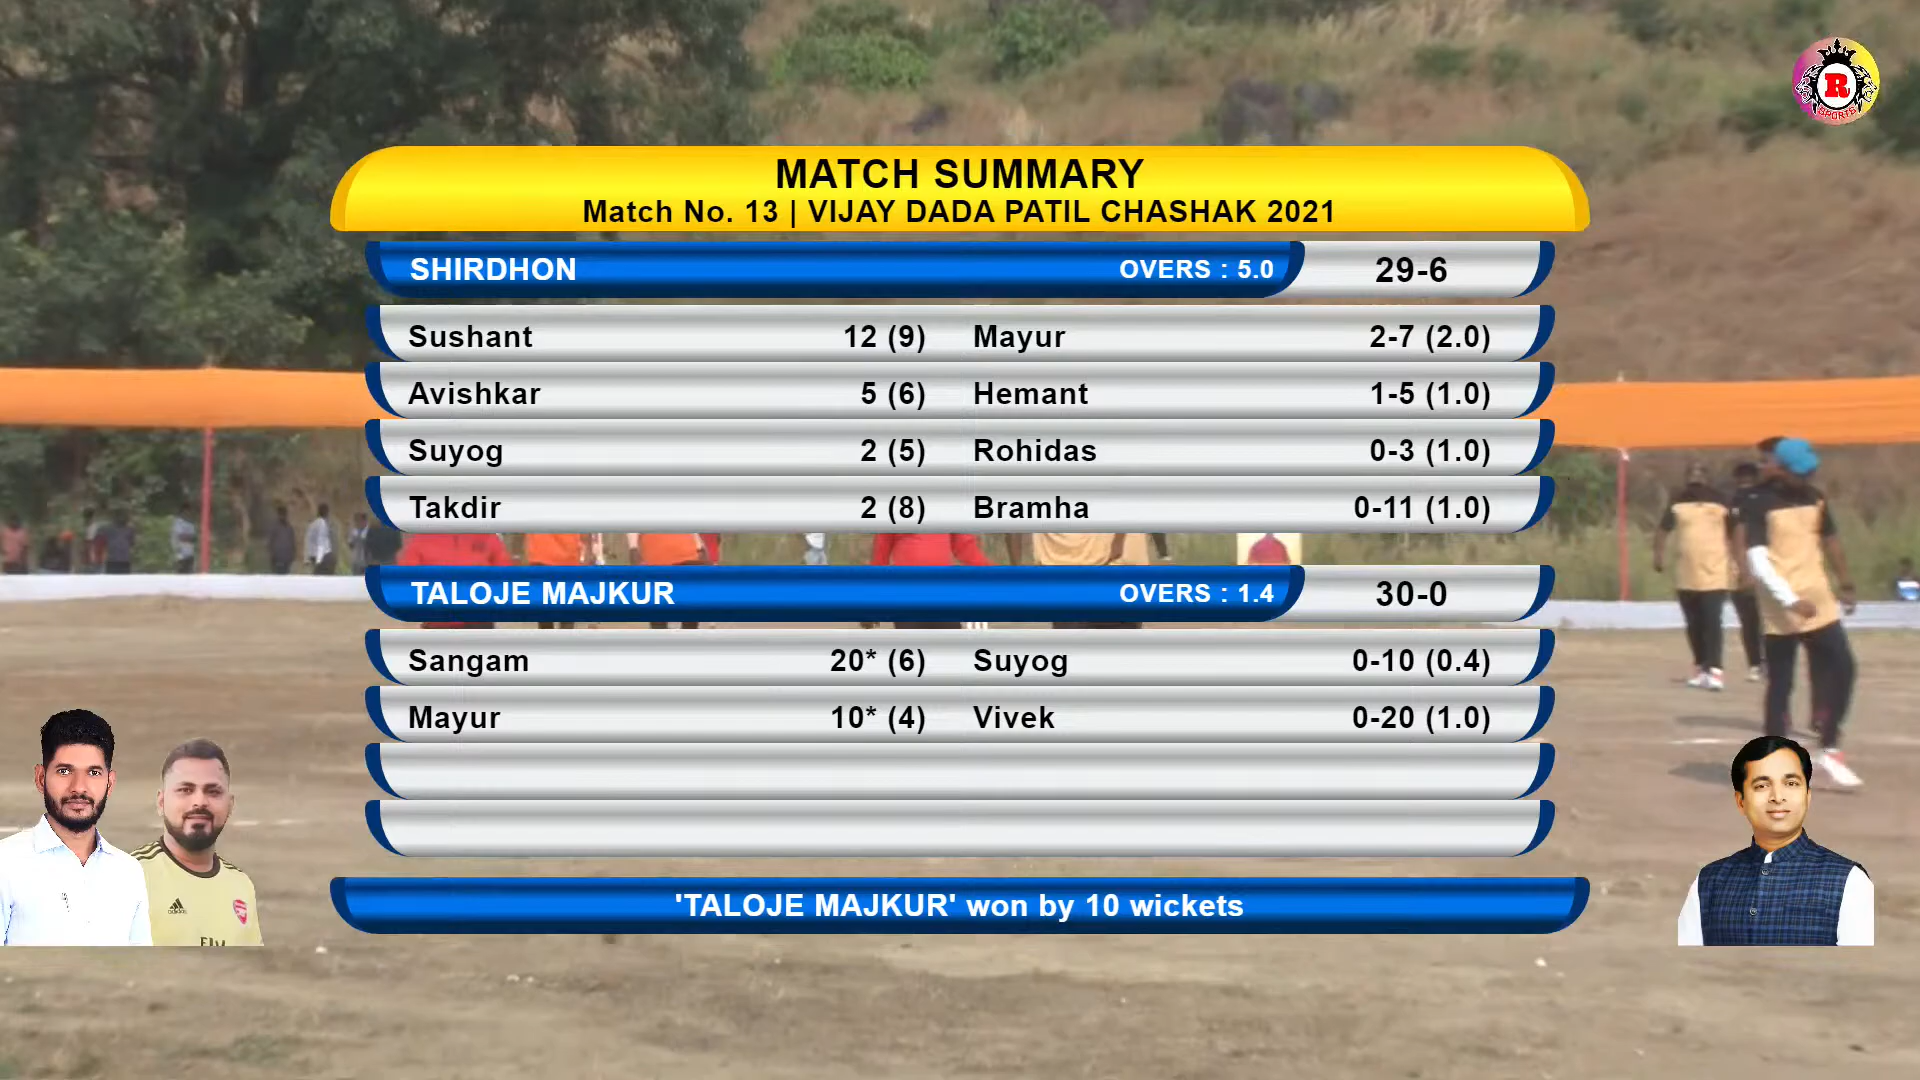 R
SPORTS
MATCH SUMMARY
Match No. 13 | VIJAY DADA PATIL CHASHAK 2021
SHIRDHON OVERS : 5.0 29-6
Sushant 12 (9) Mayur 2-7 (2.0)
Avishkar 5 (6) Hemant 1-5 (1.0)
Suyog 2 (5) Rohidas 0-3 (1.0)
Takdir 2 (8) Bramha 0-11 (1.0)
TALOJE MAJKUR OVERS : 1.4 30-0
Sangam 20* (6) Suyog 0-10 (0.4)
Mayur 10* (4) Vivek 0-20 (1.0)
'TALOJE MAJKUR' won by 10 wickets
adidas